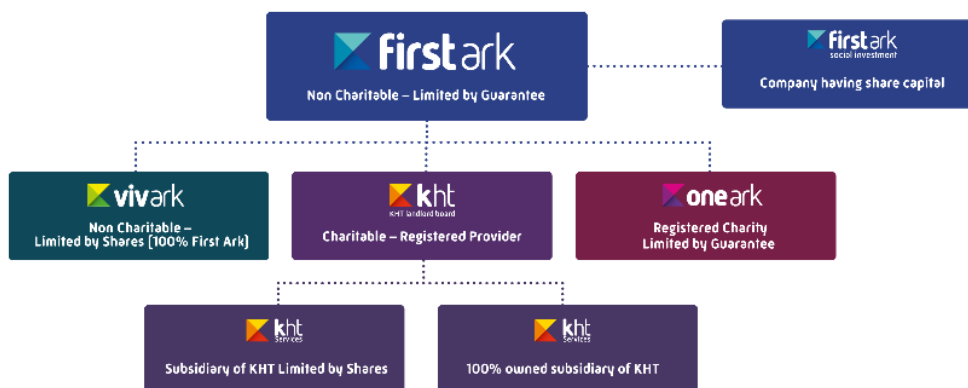 first ark
Non Charitable – Limited by Guarantee
first ark
social investment
Company having share capital
vivark
Non Charitable –
Limited by Shares [100% First Ark]
kht
KHT landlord board
Charitable – Registered Provider
one ark
Registered Charity
Limited by Guarantee
kht
Services
Subsidiary of KHT Limited by Shares
kht
Services
100% owned subsidiary of KHT